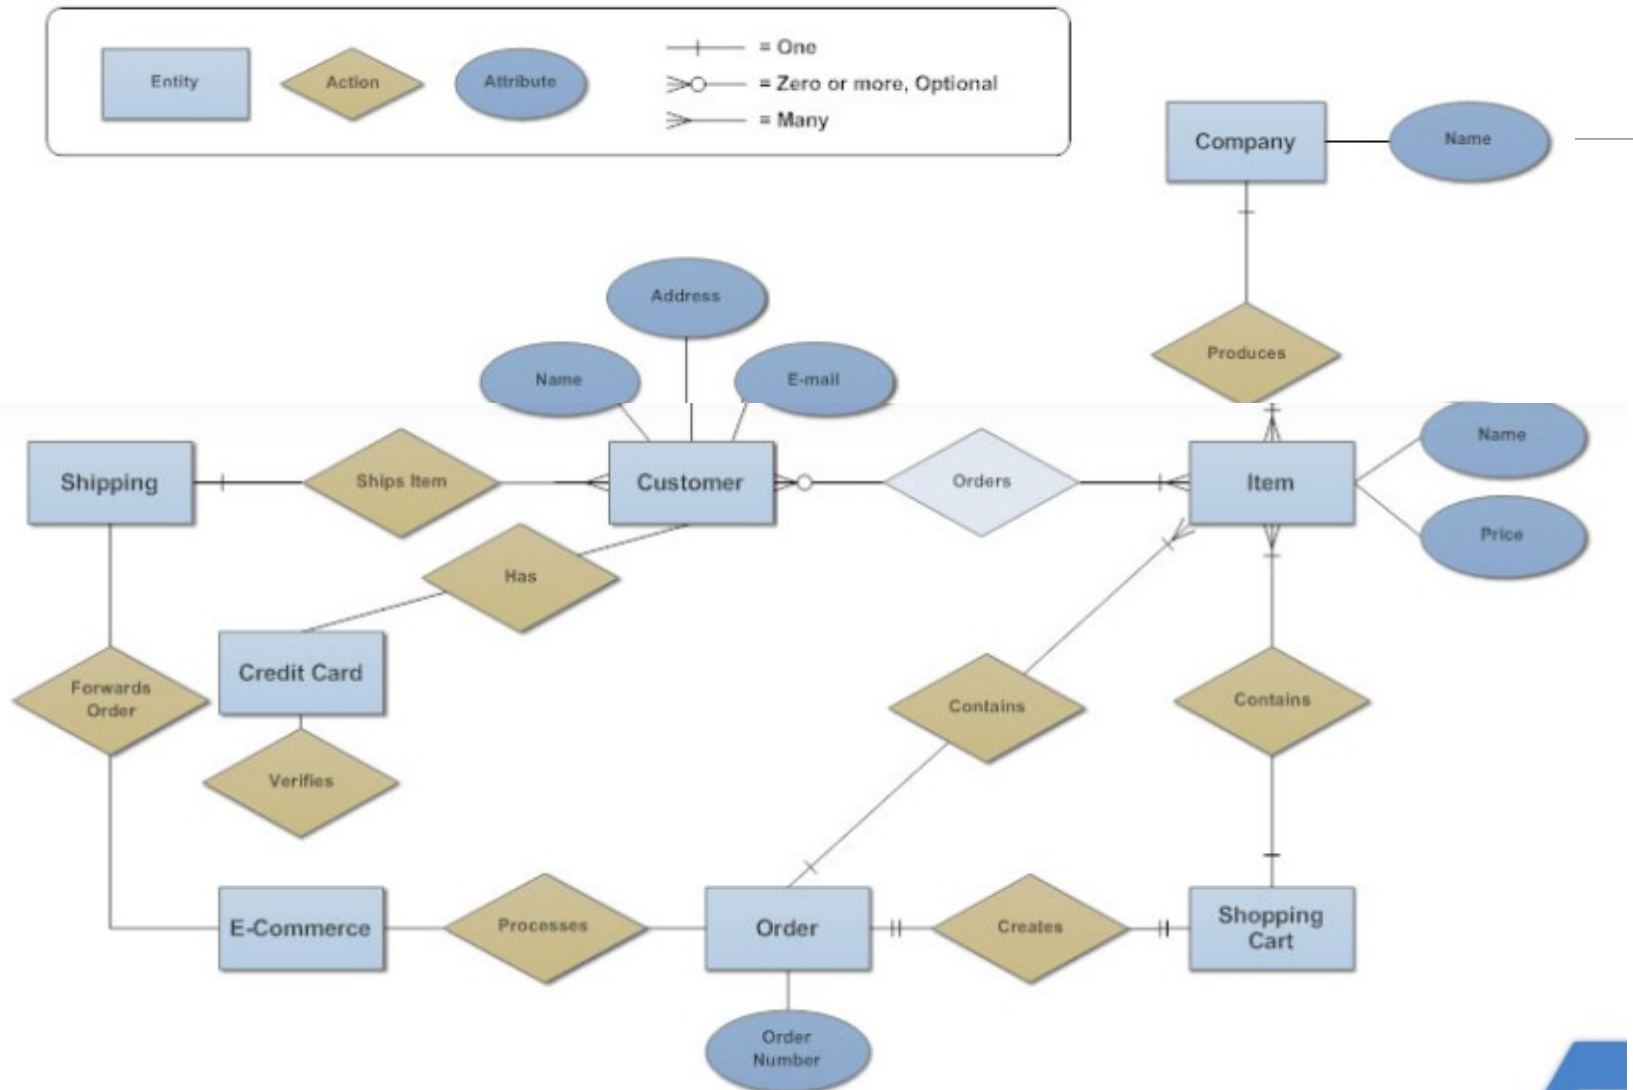 Entity
Action
Attribute
= One
= Zero or more, Optional
= Many
Company
Name
Produces
Address
Name
E-mail
Shipping
Ships Item
Customer
Orders
Item
Name
Price
Has
Credit Card
Forwards
Order
Verifies
Contains
Contains
E-Commerce
Processes
Order
Creates
Shopping
Cart
Order
Number